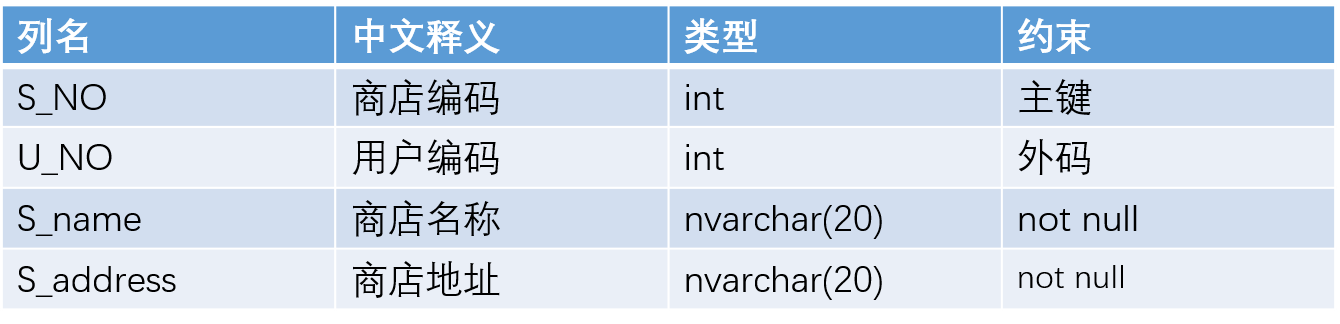 列名 中文释义 类型 约束
S_NO 商店编码 int 主键
U_NO 用户编码 int 外码
S_name 商店名称 nvarchar(20) not null
S_address 商店地址 nvarchar(20) not null